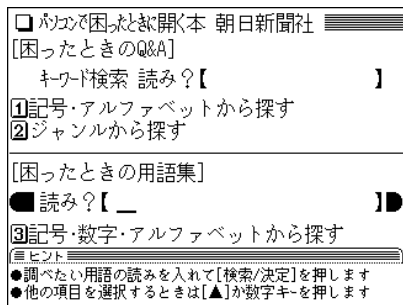 パソコンで困ったときに開く本 朝日新聞社
[困ったときのQ&A]
キーワード検索 読み?【 】
1記号・アルファベットから探す
2ジャンルから探す
[困ったときの用語集]
読み?【_ 】
3記号・数字・アルファベットから探す
ヒント
●調べたい用語の読みを入れて[検索/決定]を押します
●他の項目を選択するときは[▲]か数字キーを押します